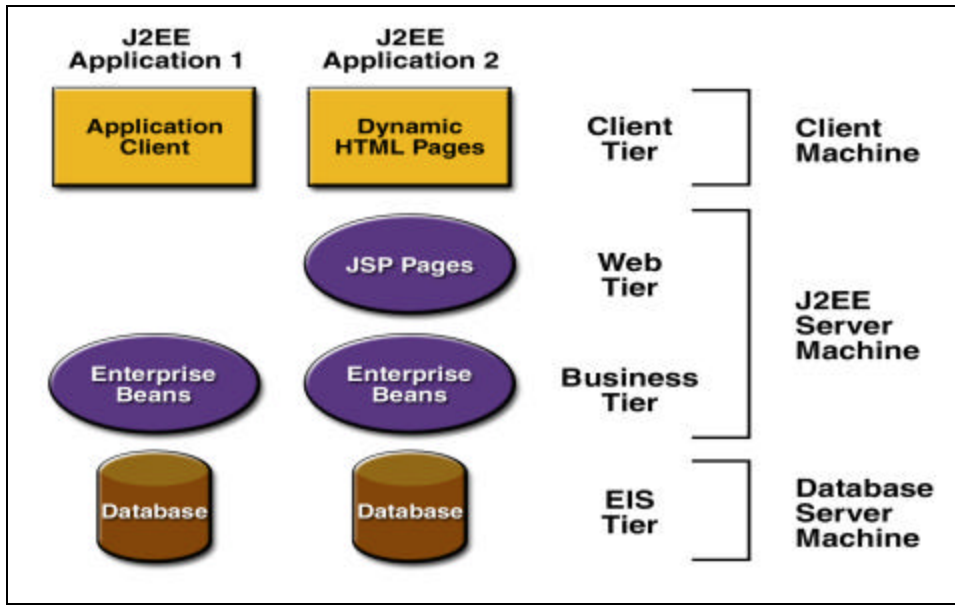 J2EE
Application 1
J2EE
Application 2
Application
Client
Dynamic
HTML Pages
Client
Tier
Client
Machine
JSP Pages
Web
Tier
J2EE
Server
Machine
Enterprise
Beans
Enterprise
Beans
Business
Tier
Database
Database
EIS
Tier
Database
Server
Machine